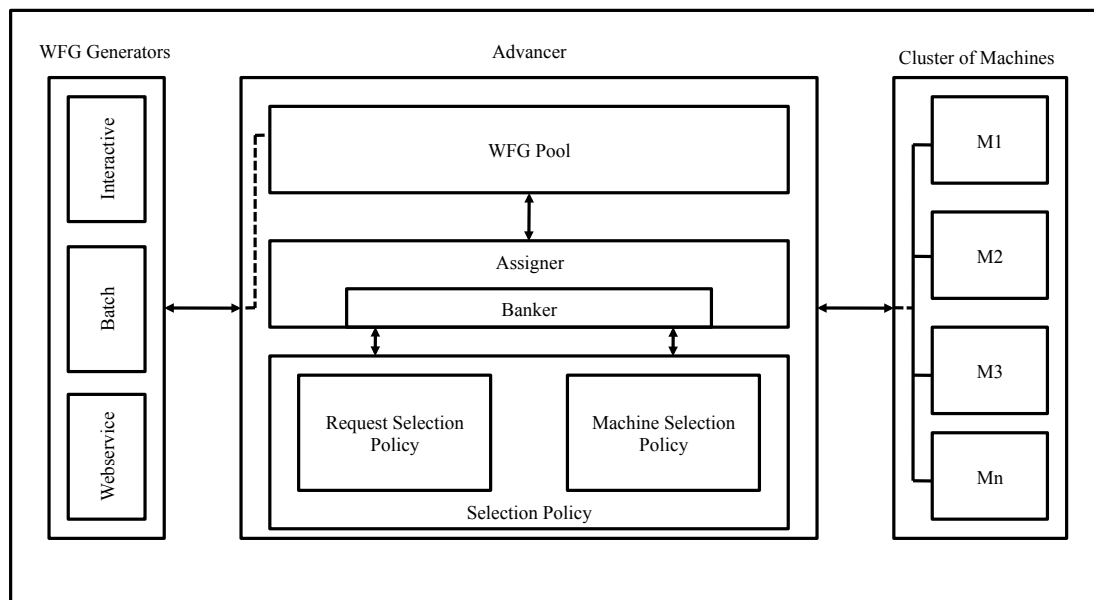 WFG Generators
Interactive
Batch
Webservice
Advancer
WFG Pool
Assigner
Banker
Request Selection
Policy
Machine Selection
Policy
Selection Policy
Cluster of Machines
M1
M2
M3
Mn